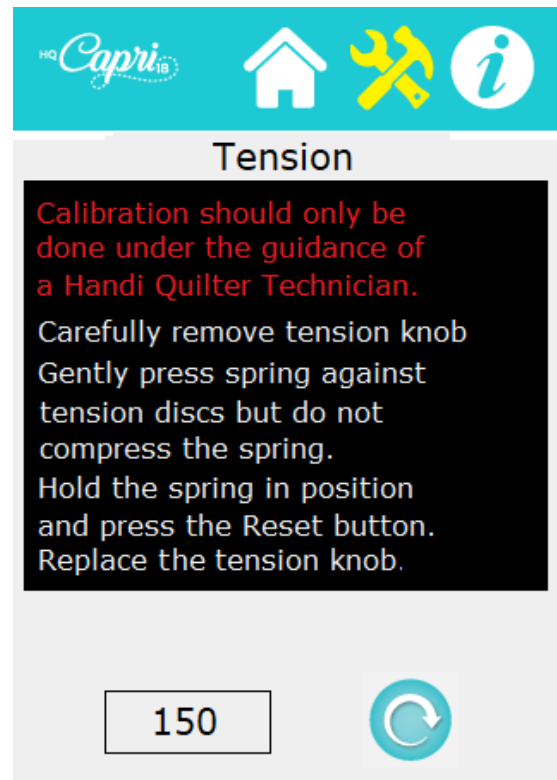 HQ Capri 18
Tension
Calibration should only be
done under the guidance of
a Handi Quilter Technician.
Carefully remove tension knob
Gently press spring against
tension discs but do not
compress the spring.
Hold the spring in position
and press the Reset button.
Replace the tension knob.
150